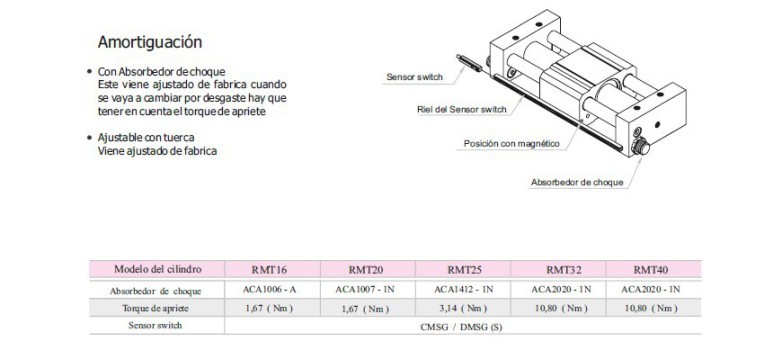 Amortiguación
Con Absorbedor de choque
Este viene ajustado de fabrica cuando
se vaya a cambiar por desgaste hay que
tener en cuenta el torque de apriete
Ajustable con tuerca
Viene ajustado de fabrica
Sensor switch
Riel del Sensor switch
Posición con magnético
Absorbedor de choque
Modelo del cilindro RMT16 RMT20 RMT25 RMT32 RMT40
Absorbedor de choque ACA1006 - A ACA1007 - 1N ACA1412 - 1N ACA2020 - 1N ACA2020 - 1N
Torque de apriete 1,67 ( Nm ) 1,67 ( Nm ) 3,14 ( Nm ) 10,80 ( Nm ) 10,80 ( Nm )
Sensor switch CMSG / DMSG (S)